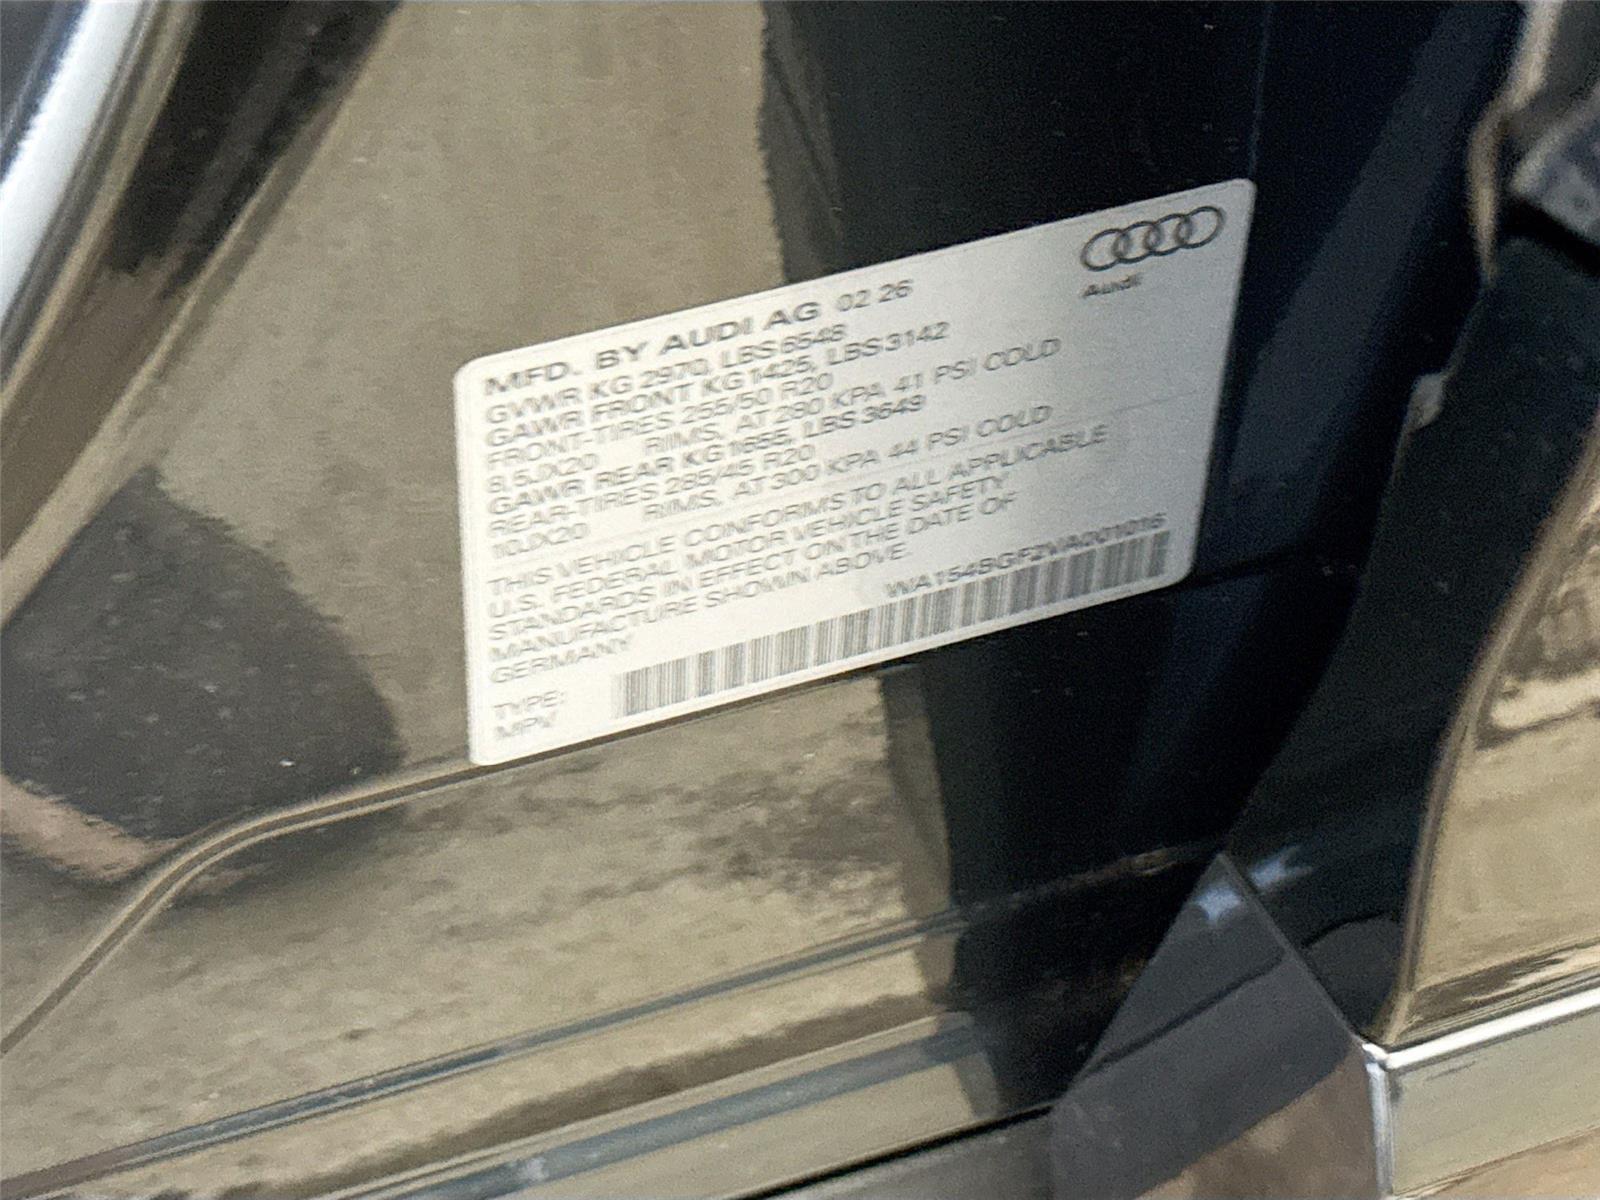 MFD. BY AUDI AG 02 26
GVWR KG 2970, LBS 6548
GAWR FRONT KG 1425, LBS 3142
FRONT-TIRES 255/50 R20
8,5JX20 RIMS, AT 280 KPA 41 PSI COLD
GAWR REAR KG 1655, LBS 3649
REAR-TIRES 285/45 R20
10JX20 RIMS, AT 300 KPA 44 PSI COLD
THIS VEHICLE CONFORMS TO ALL APPLICABLE
U.S. FEDERAL MOTOR VEHICLE SAFETY
STANDARDS IN EFFECT ON THE DATE OF
MANUFACTURE SHOWN ABOVE.
GERMANY
WA154BGF2VA001016
TYPE:
MPV
Audi